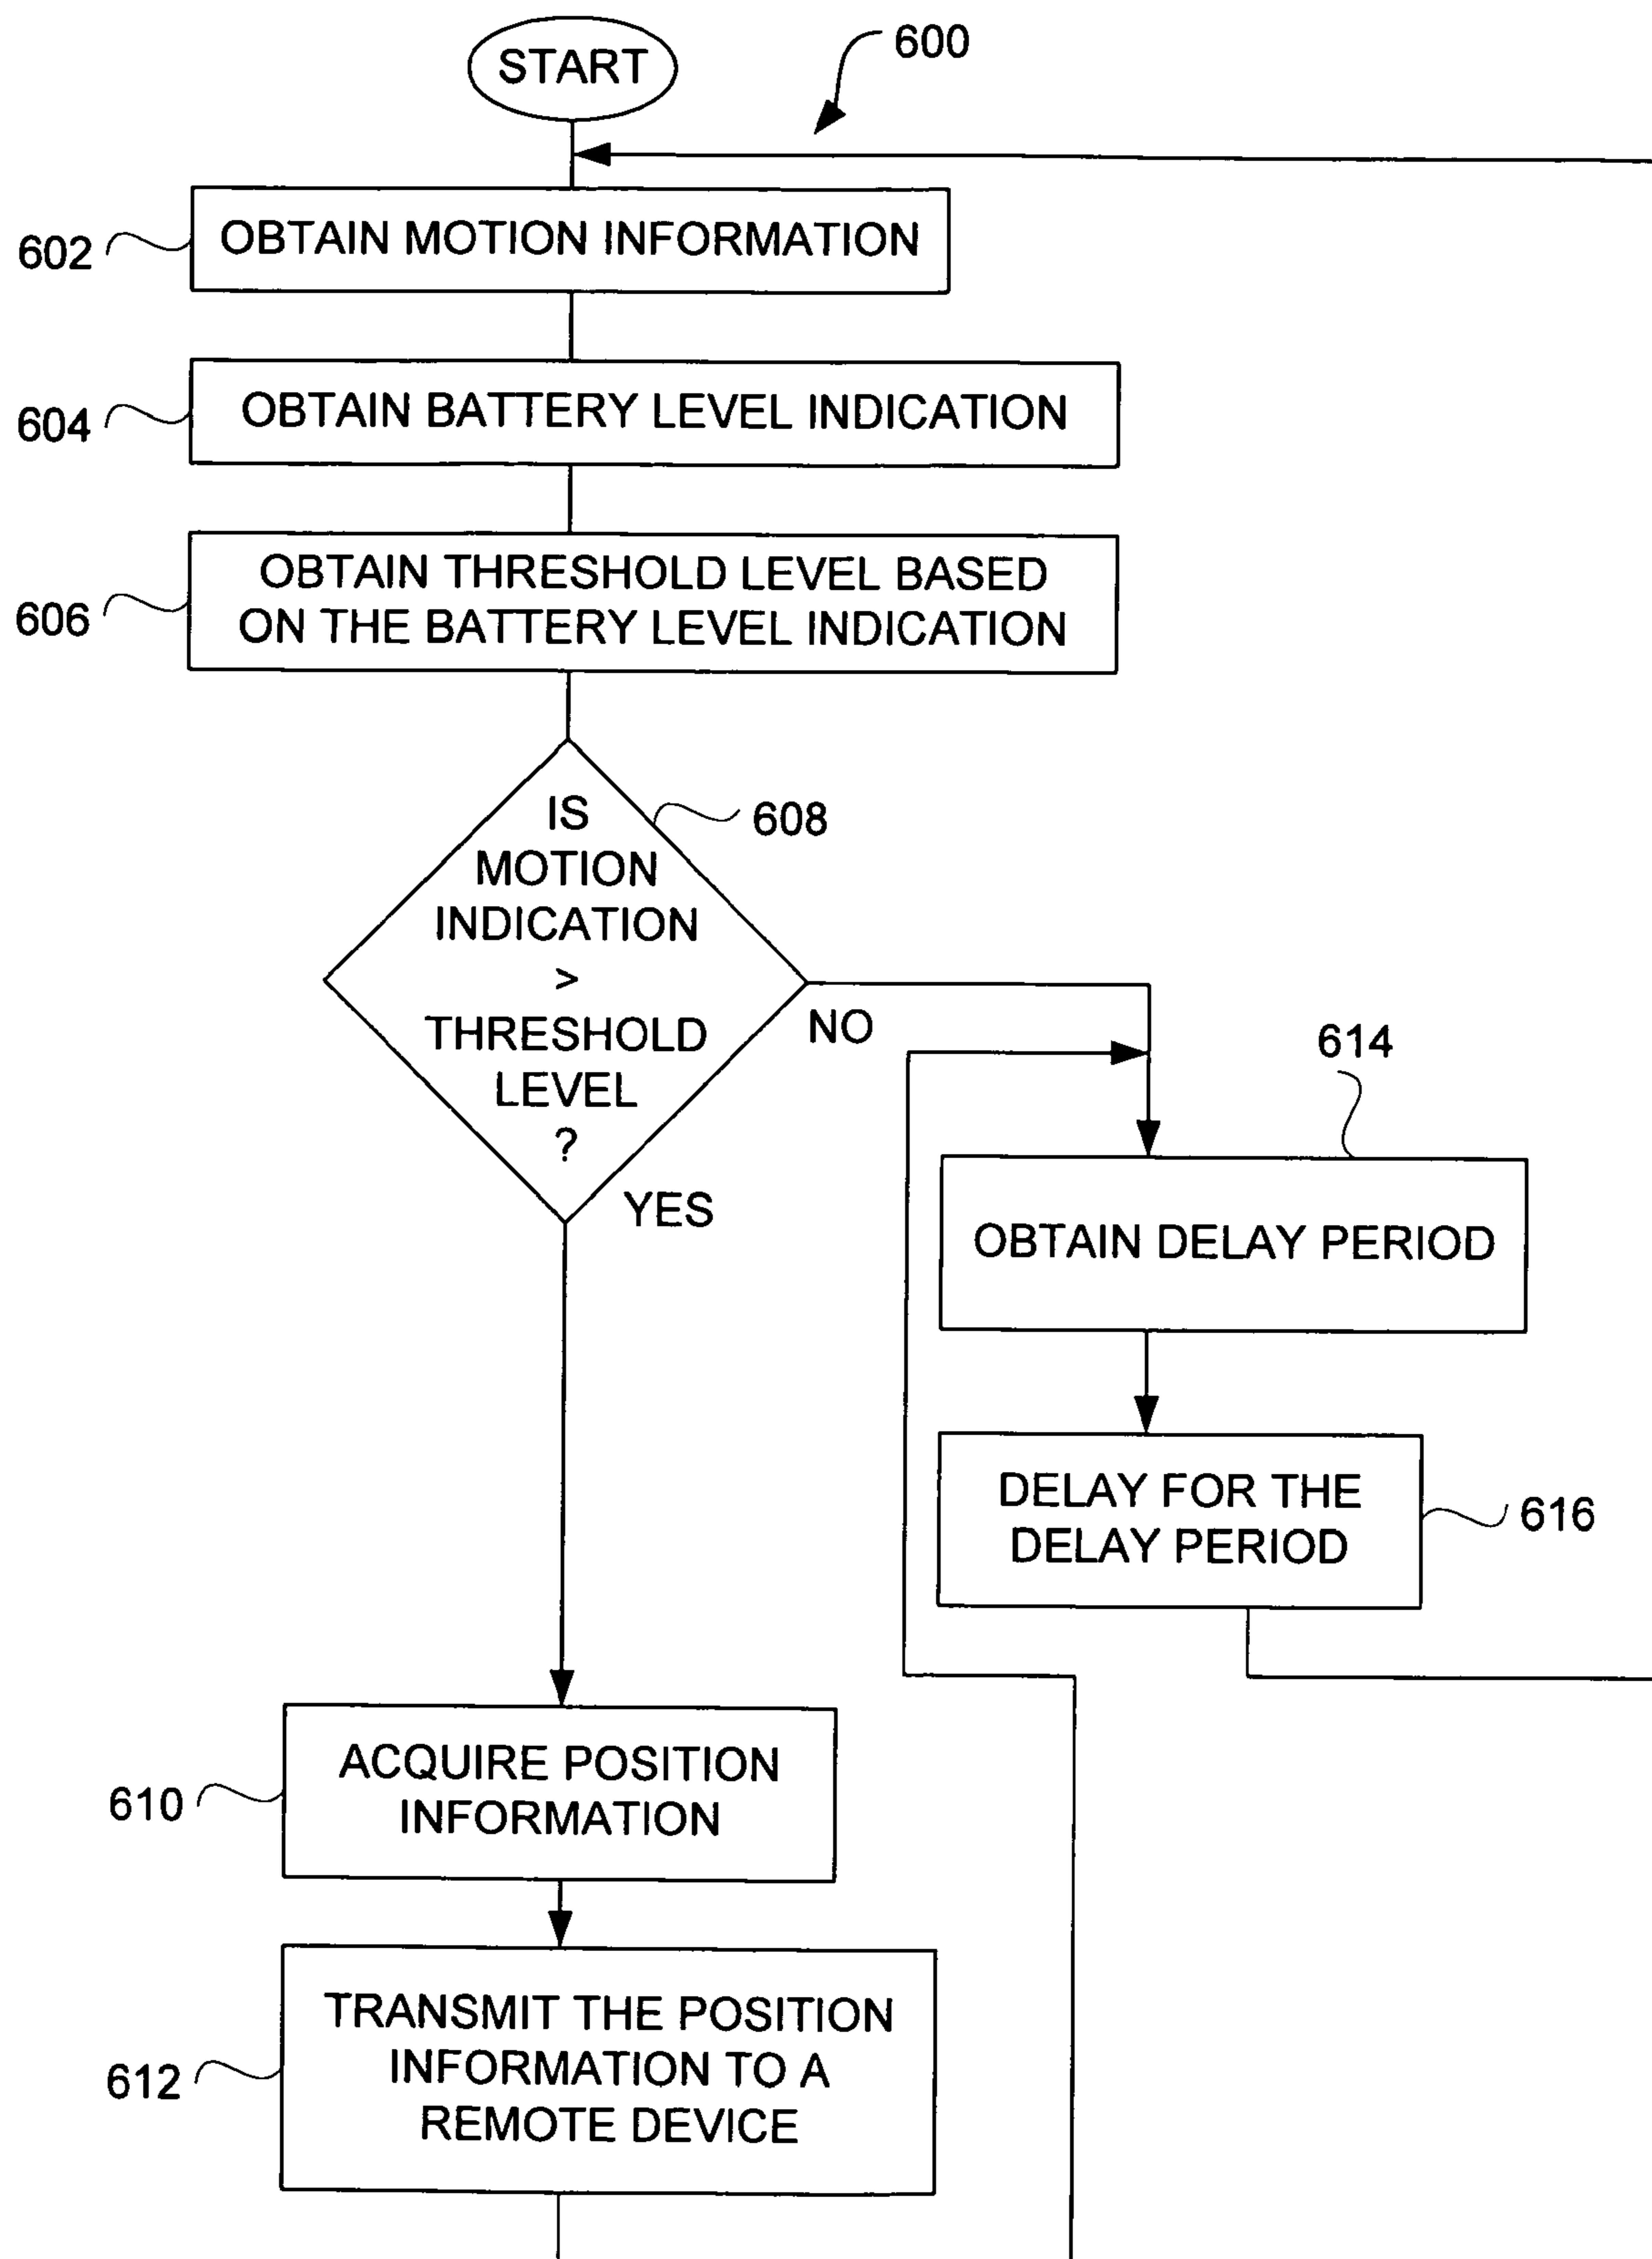 START
600
602
OBTAIN MOTION INFORMATION
604
OBTAIN BATTERY LEVEL INDICATION
606
OBTAIN THRESHOLD LEVEL BASED
ON THE BATTERY LEVEL INDICATION
608
IS
MOTION
INDICATION
>
THRESHOLD
LEVEL
?
NO
YES
614
OBTAIN DELAY PERIOD
DELAY FOR THE
DELAY PERIOD
616
610
ACQUIRE POSITION
INFORMATION
612
TRANSMIT THE POSITION
INFORMATION TO A
REMOTE DEVICE